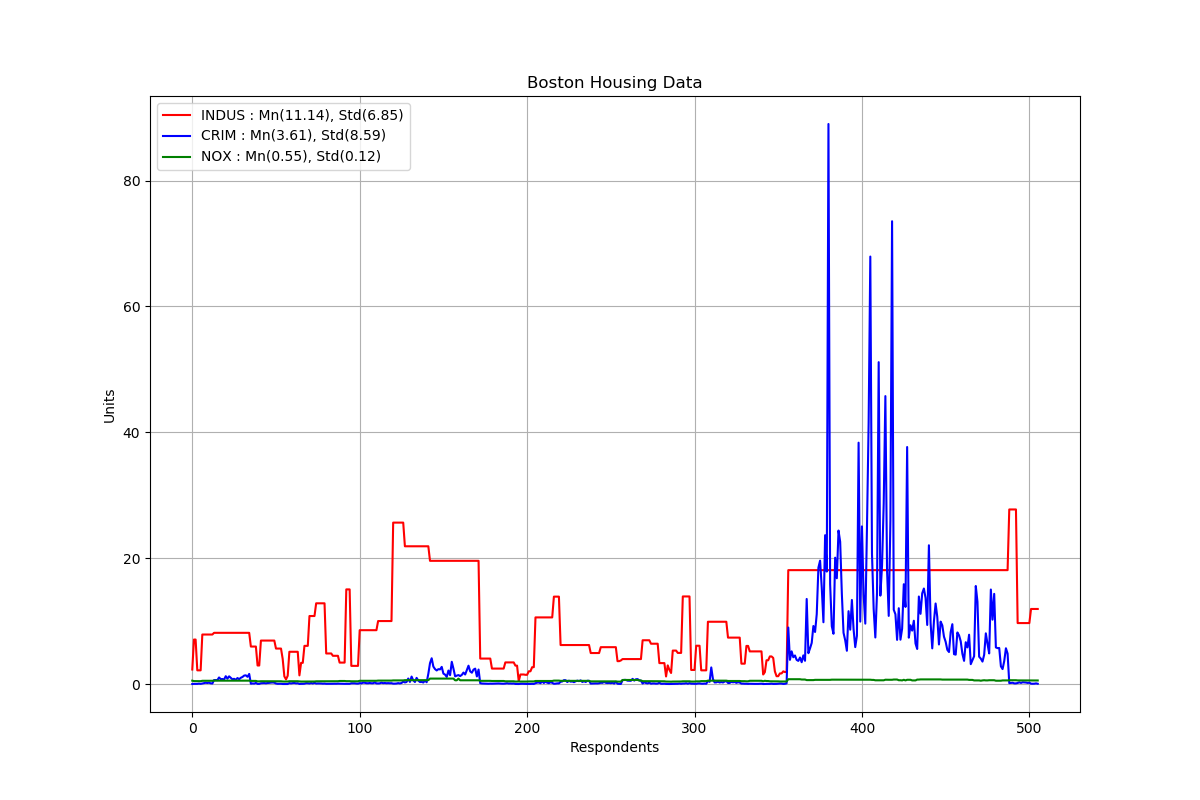 Boston Housing Data
INDUS : Mn(11.14), Std(6.85)
CRIM : Mn(3.61), Std(8.59)
NOX : Mn(0.55), Std(0.12)
80
60
40
20
0
Units
0 100 200 300 400 500
Respondents